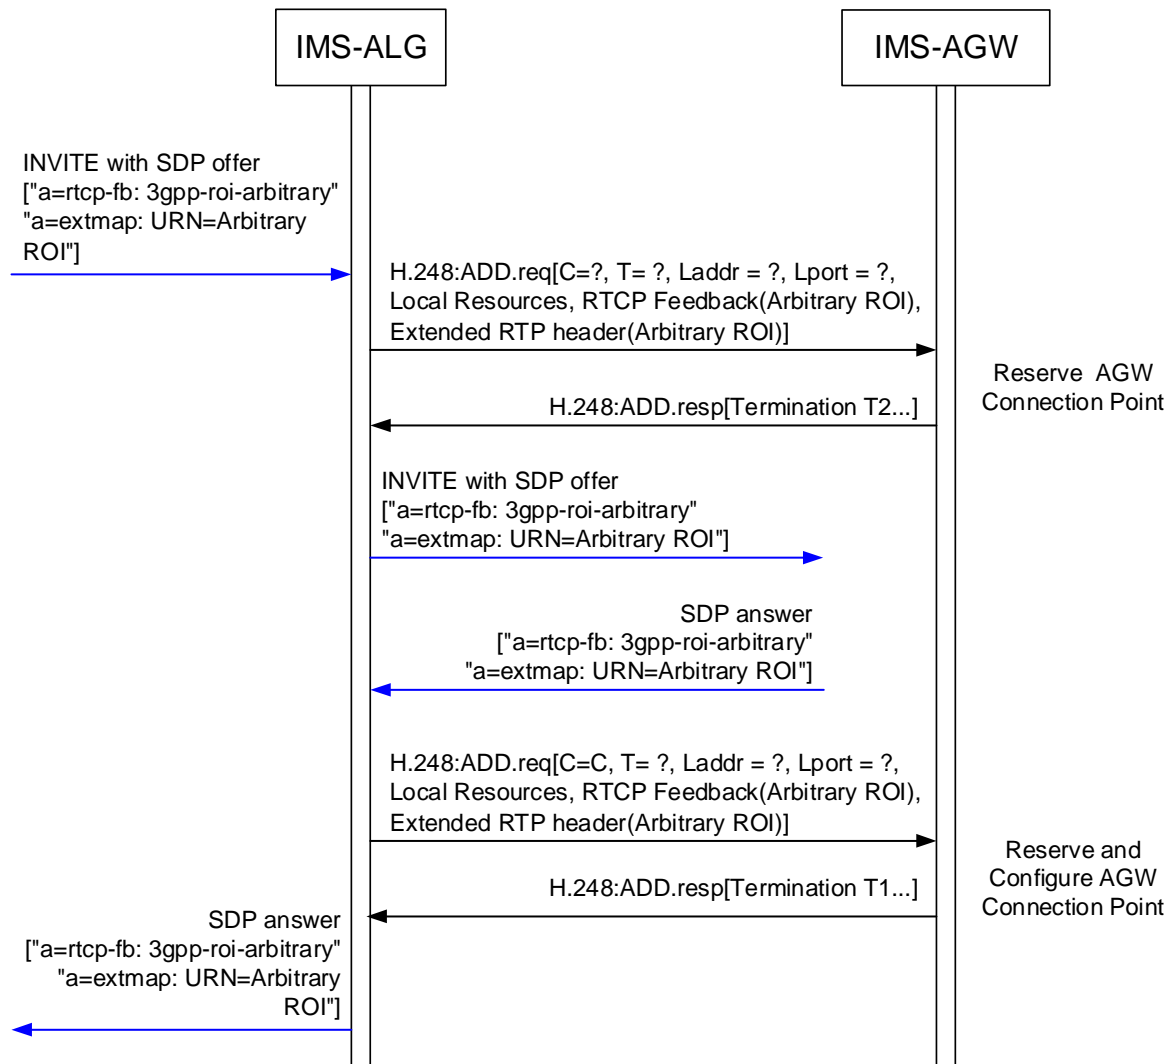 IMS-ALG
IMS-AGW
INVITE with SDP offer
["a=rtcp-fb: 3gpp-roi-arbitrary"
"a=extmap: URN=Arbitrary
ROI"]
H.248:ADD.req[C=?, T= ?, Laddr = ?, Lport = ?,
Local Resources, RTCP Feedback(Arbitrary ROI),
Extended RTP header(Arbitrary ROI)]
Reserve AGW
Connection Point
H.248:ADD.resp[Termination T2...]
INVITE with SDP offer
["a=rtcp-fb: 3gpp-roi-arbitrary"
"a=extmap: URN=Arbitrary ROI"]
SDP answer
["a=rtcp-fb: 3gpp-roi-arbitrary"
"a=extmap: URN=Arbitrary ROI"]
H.248:ADD.req[C=C, T= ?, Laddr = ?, Lport = ?,
Local Resources, RTCP Feedback(Arbitrary ROI),
Extended RTP header(Arbitrary ROI)]
Reserve and
Configure AGW
Connection Point
H.248:ADD.resp[Termination T1...]
SDP answer
["a=rtcp-fb: 3gpp-roi-arbitrary"
"a=extmap: URN=Arbitrary
ROI"]